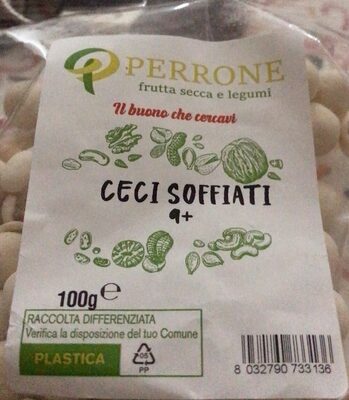 PERRONE
frutta secca e legumi
Il buono che cercavi
CECI SOFFIATI
9+
100g e
RACCOLTA DIFFERENZIATA
Verifica la disposizione del tuo Comune
PLASTICA
05
PP
8 032790 733136